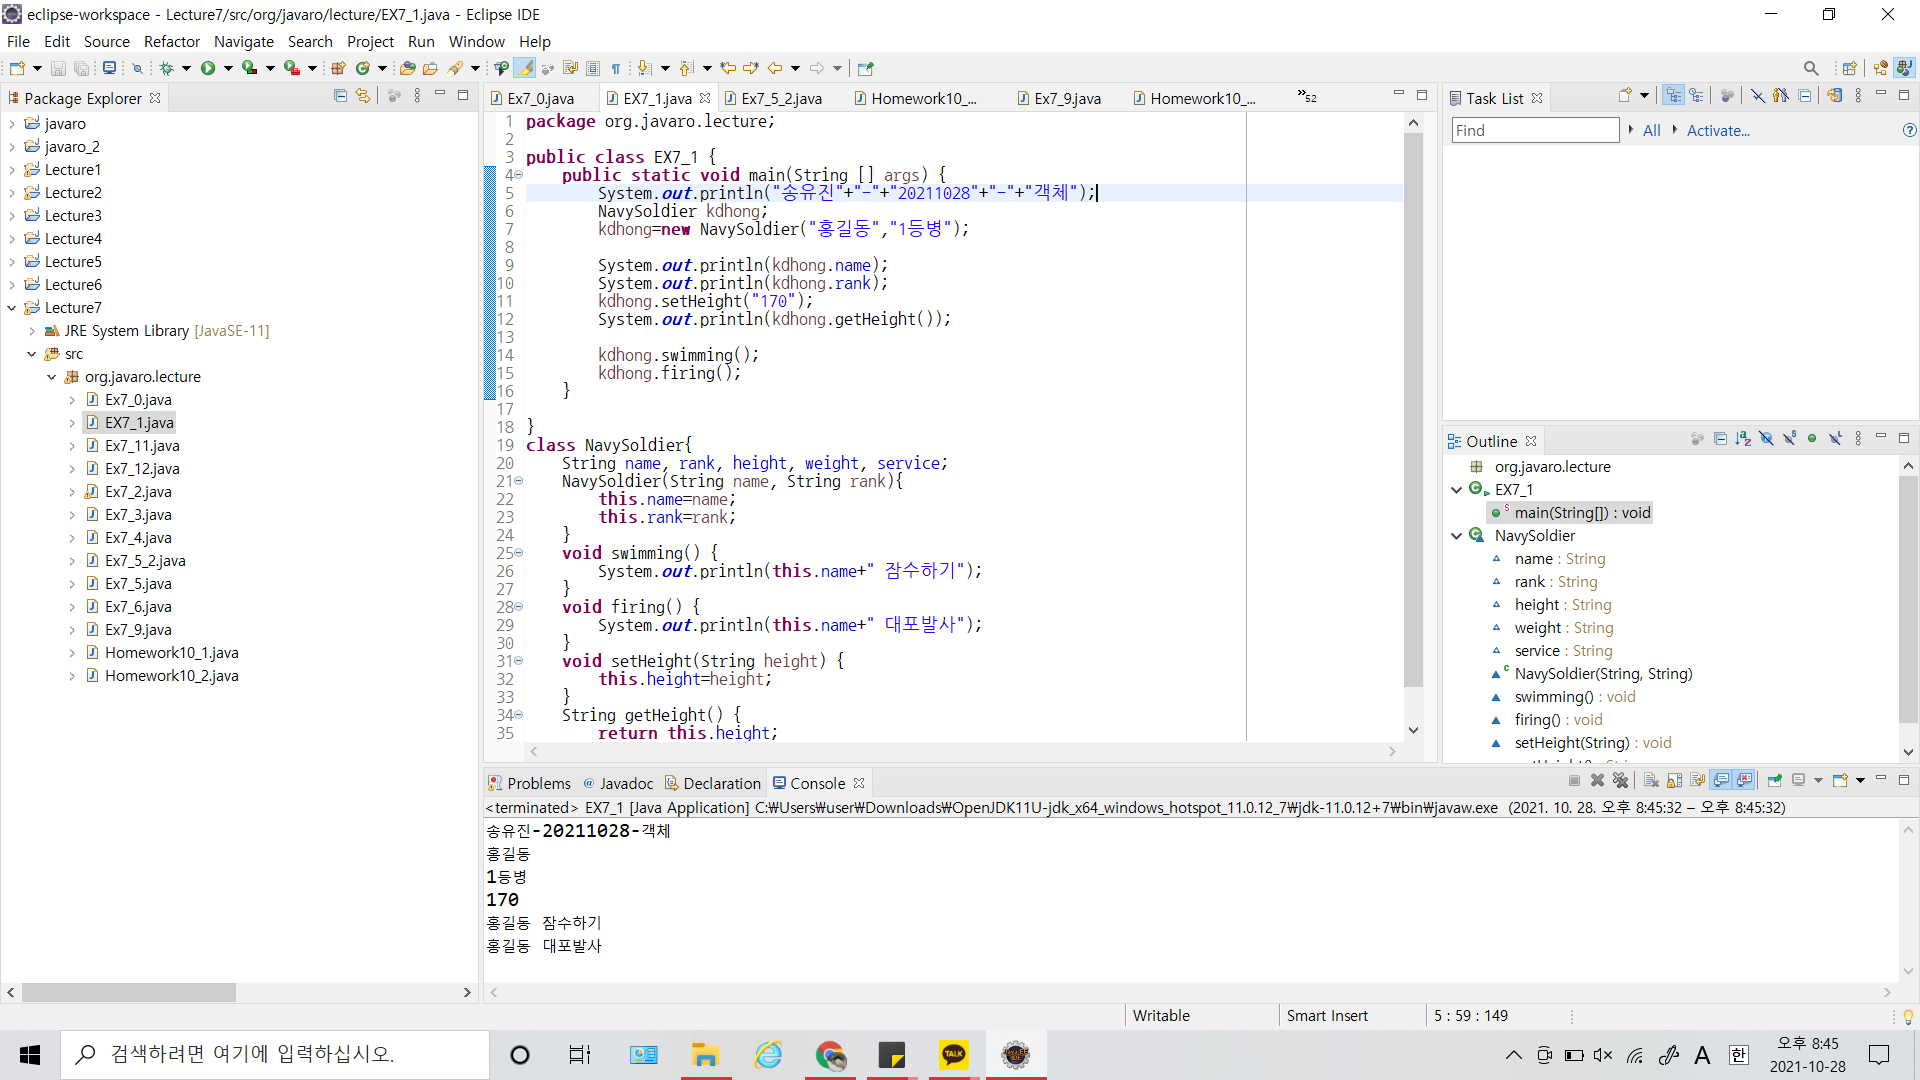 eclipse-workspace - Lecture7/src/org/javaro/lecture/EX7_1.java - Eclipse IDE
File Edit Source Refactor Navigate Search Project Run Window Help
Package Explorer
javaro
javaro_2
Lecture1
Lecture2
Lecture3
Lecture4
Lecture5
Lecture6
Lecture7
JRE System Library [JavaSE-11]
src
org.javaro.lecture
Ex7_0.java
EX7_1.java
Ex7_11.java
Ex7_12.java
Ex7_2.java
Ex7_3.java
Ex7_4.java
Ex7_5_2.java
Ex7_5.java
Ex7_6.java
Ex7_9.java
Homework10_1.java
Homework10_2.java
Ex7_0.java EX7_1.java Ex7_5_2.java Homework10_... Ex7_9.java Homework10_... »52
1 package org.javaro.lecture;
2
3 public class EX7_1 {
4 public static void main(String [] args) {
5 System.out.println("송유진"+"-"+"20211028"+"-"+"객체");
6 NavySoldier kdhong;
7 kdhong=new NavySoldier("홍길동","1등병");
8
9 System.out.println(kdhong.name);
10 System.out.println(kdhong.rank);
11 kdhong.setHeight("170");
12 System.out.println(kdhong.getHeight());
13
14 kdhong.swimming();
15 kdhong.firing();
16 }
17
18 }
19 class NavySoldier{
20 String name, rank, height, weight, service;
21 NavySoldier(String name, String rank){
22 this.name=name;
23 this.rank=rank;
24 }
25 void swimming() {
26 System.out.println(this.name+" 잠수하기");
27 }
28 void firing() {
29 System.out.println(this.name+" 대포발사");
30 }
31 void setHeight(String height) {
32 this.height=height;
33 }
34 String getHeight() {
35 return this.height;
Task List
Find All Activate...
Outline
org.javaro.lecture
EX7_1
main(String[]) : void
NavySoldier
name : String
rank : String
height : String
weight : String
service : String
NavySoldier(String, String)
swimming() : void
firing() : void
setHeight(String) : void
Problems @ Javadoc Declaration Console
<terminated> EX7_1 [Java Application] C:₩Users₩user₩Downloads₩OpenJDK11U-jdk_x64_windows_hotspot_11.0.12_7₩jdk-11.0.12+7₩bin₩javaw.exe (2021. 10. 28. 오후 8:45:32 – 오후 8:45:32)
송유진-20211028-객체
홍길동
1등병
170
홍길동 잠수하기
홍길동 대포발사
Writable Smart Insert 5 : 59 : 149
검색하려면 여기에 입력하십시오.
TALK
A 한
오후 8:45
2021-10-28